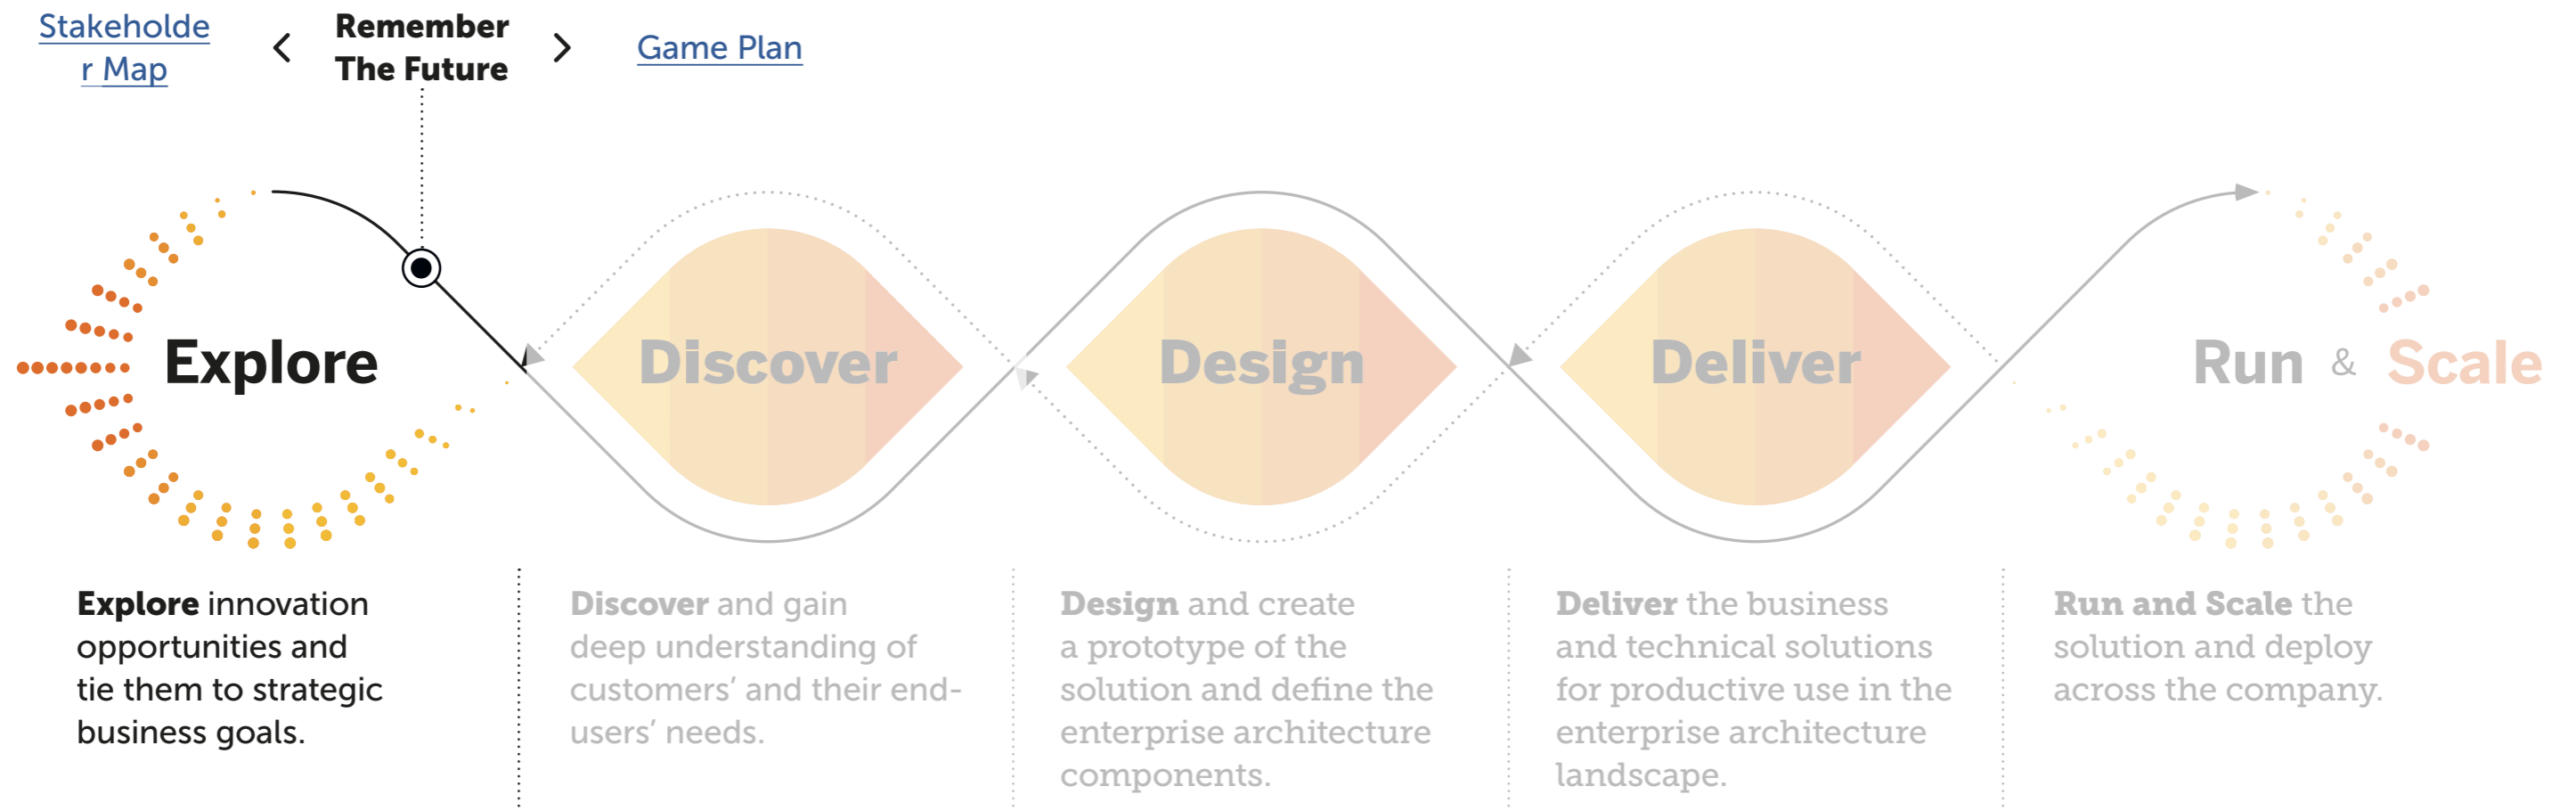 Stakeholde
r Map
Remember
The Future
Game Plan
Explore
Discover
Design
Deliver
Run & Scale
Explore innovation
opportunities and
tie them to strategic
business goals.
Discover and gain
deep understanding of
customers’ and their end-
users’ needs.
Design and create
a prototype of the
solution and define the
enterprise architecture
components.
Deliver the business
and technical solutions
for productive use in the
enterprise architecture
landscape.
Run and Scale the
solution and deploy
across the company.